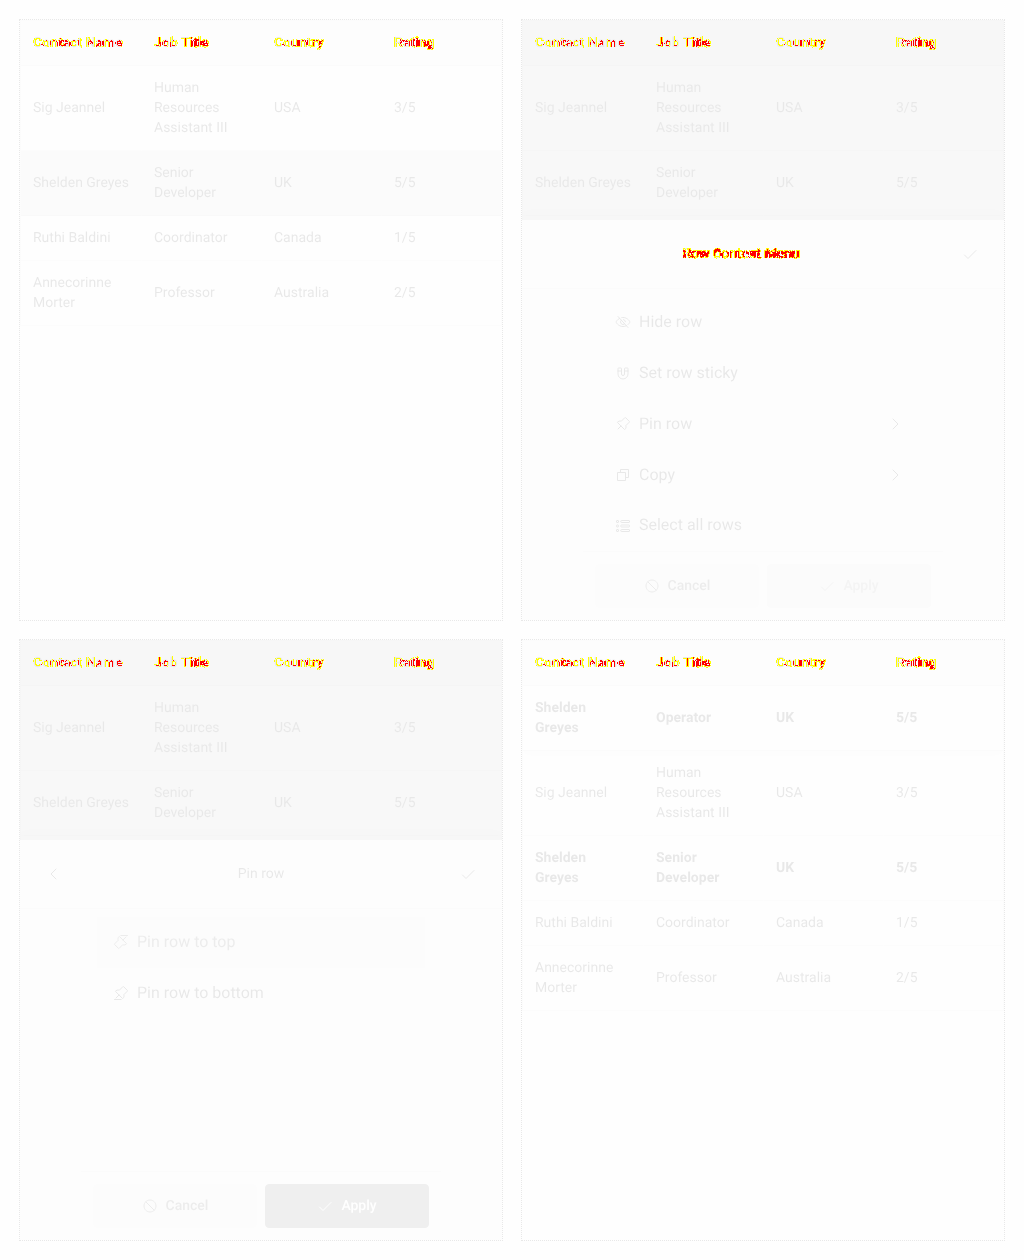 Contact Name Job Title Country Rating
Sig Jeannel Human Resources Assistant III USA 3/5
Shelden Greyes Senior Developer UK 5/5
Ruthi Baldini Coordinator Canada 1/5
Annecorinne Morter Professor Australia 2/5
Contact Name Job Title Country Rating
Sig Jeannel Human Resources Assistant III USA 3/5
Shelden Greyes Senior Developer UK 5/5
Row Context Menu
Hide row
Set row sticky
Pin row
Copy
Select all rows
Cancel Apply
Contact Name Job Title Country Rating
Sig Jeannel Human Resources Assistant III USA 3/5
Shelden Greyes Senior Developer UK 5/5
Pin row
Pin row to top
Pin row to bottom
Cancel Apply
Contact Name Job Title Country Rating
Shelden Greyes Operator UK 5/5
Sig Jeannel Human Resources Assistant III USA 3/5
Shelden Greyes Senior Developer UK 5/5
Ruthi Baldini Coordinator Canada 1/5
Annecorinne Morter Professor Australia 2/5